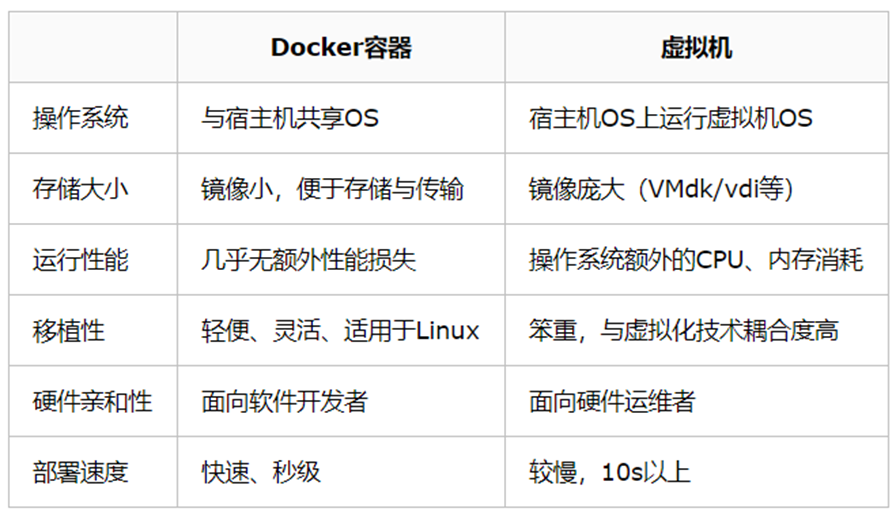 Docker容器 虚拟机
操作系统 与宿主机共享OS 宿主机OS上运行虚拟机OS
存储大小 镜像小，便于存储与传输 镜像庞大（VMdk/vdi等）
运行性能 几乎无额外性能损失 操作系统额外的CPU、内存消耗
移植性 轻便、灵活、适用于Linux 笨重，与虚拟化技术耦合度高
硬件亲和性 面向软件开发者 面向硬件运维者
部署速度 快速、秒级 较慢，10s以上